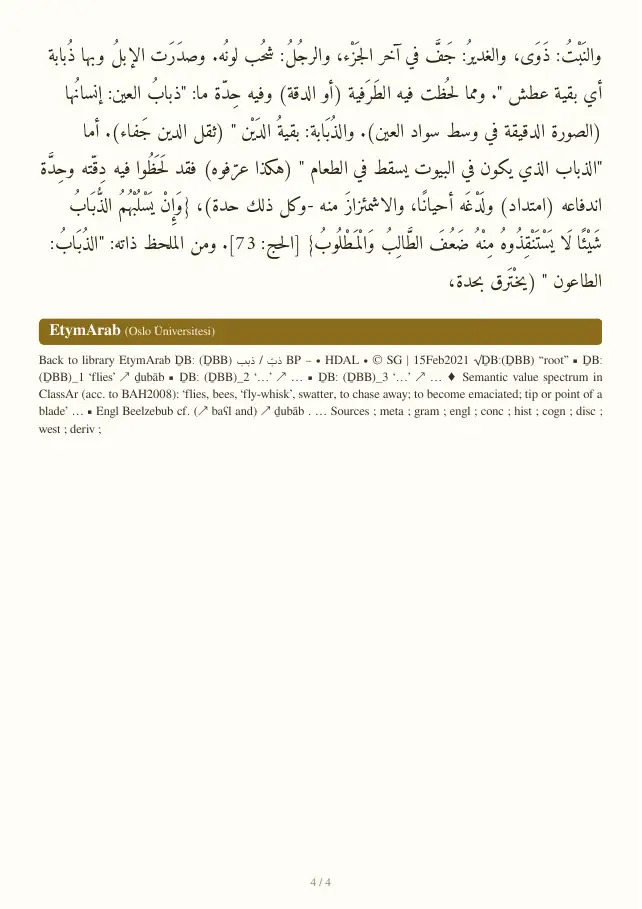 والنَبْتُ: ذَوَى، والغديرُ: جَفَّ في آخر الجَزْء، والرجُلُ: شَحُب لونُه. وصدَرَت الإبلُ وبها ذُبابة
أي بقية عطش ". ومما لحُظت فيه الطَرَفية (أو الدقة) وفيه حِدّة ما: "ذبابُ العين: إنسانُها
(الصورة الدقيقة في وسط سواد العين). والذُبَابة: بقيةُ الدَيْن " (ثقل الدين جَفاء). أما
"الذباب الذي يكون في البيوت يسقط في الطعام " (هكذا عرّفوه) فقد لَحَظُوا فيه دِقّته وحِدَّة
اندفاعه (امتداد) ولَدْغَه أحيانًا، والاشمئزازَ منه -وكل ذلك حدة)، {وَإِنْ يَسْلُبْهُمُ الذُّبَابُ
شَيْئًا لَا يَسْتَنْقِذُوهُ مِنْهُ ضَعُفَ الطَّالِبُ وَالْمَطْلُوبُ} [الحج: 73]. ومن الملحظ ذاته: "الذُبَابُ:
الطاعون " (يخْتَرق بحدة،
EtymArab (Oslo Üniversitesi)
Back to library EtymArab ḎB: (ḎBB) ذبّ / ذبب BP – • HDAL • © SG | 15Feb2021 √ḎB:(ḎBB) “root” ▪ ḎB:
(ḎBB)_1 ‘flies’ ↗ ḏubāb ▪ ḎB: (ḎBB)_2 ‘…’ ↗ … ▪ ḎB: (ḎBB)_3 ‘…’ ↗ … ♦ Semantic value spectrum in
ClassAr (acc. to BAH2008): ‘flies, bees, ‘fly-whisk’, swatter, to chase away; to become emaciated; tip or point of a
blade’ … ▪ Engl Beelzebub cf. (↗ baʕl and) ↗ ḏubāb . … Sources ; meta ; gram ; engl ; conc ; hist ; cogn ; disc ;
west ; deriv ;
4 / 4